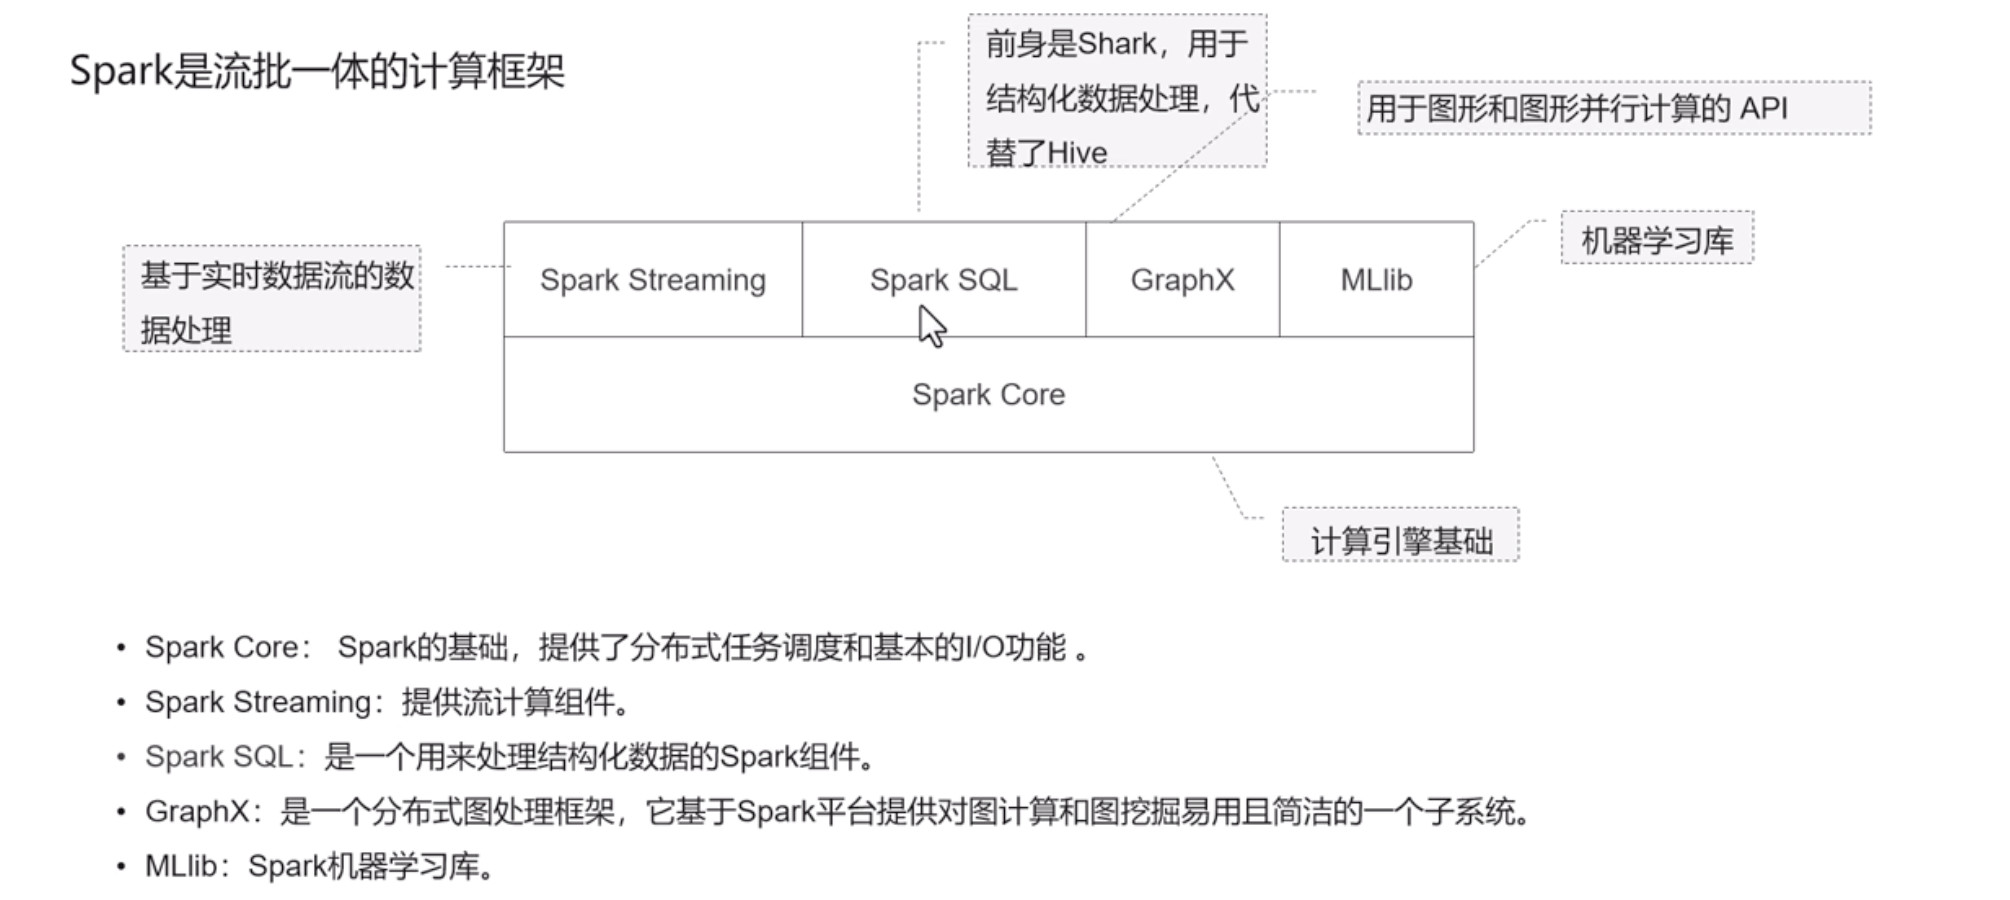 Spark是流批一体的计算框架
前身是Shark，用于
结构化数据处理，代
替了Hive
用于图形和图形并行计算的 API
机器学习库
基于实时数据流的数
据处理
Spark Streaming
Spark SQL
GraphX
MLlib
Spark Core
计算引擎基础
• Spark Core： Spark的基础，提供了分布式任务调度和基本的I/O功能 。
• Spark Streaming：提供流计算组件。
• Spark SQL：是一个用来处理结构化数据的Spark组件。
• GraphX：是一个分布式图处理框架，它基于Spark平台提供对图计算和图挖掘易用且简洁的一个子系统。
• MLlib：Spark机器学习库。